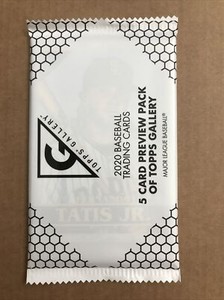 TOPPS GALLERY®
2020 BASEBALL
TRADING CARDS
5 CARD PREVIEW PACK
OF TOPPS GALLERY
MAJOR LEAGUE BASEBALL®
TATIS JR.